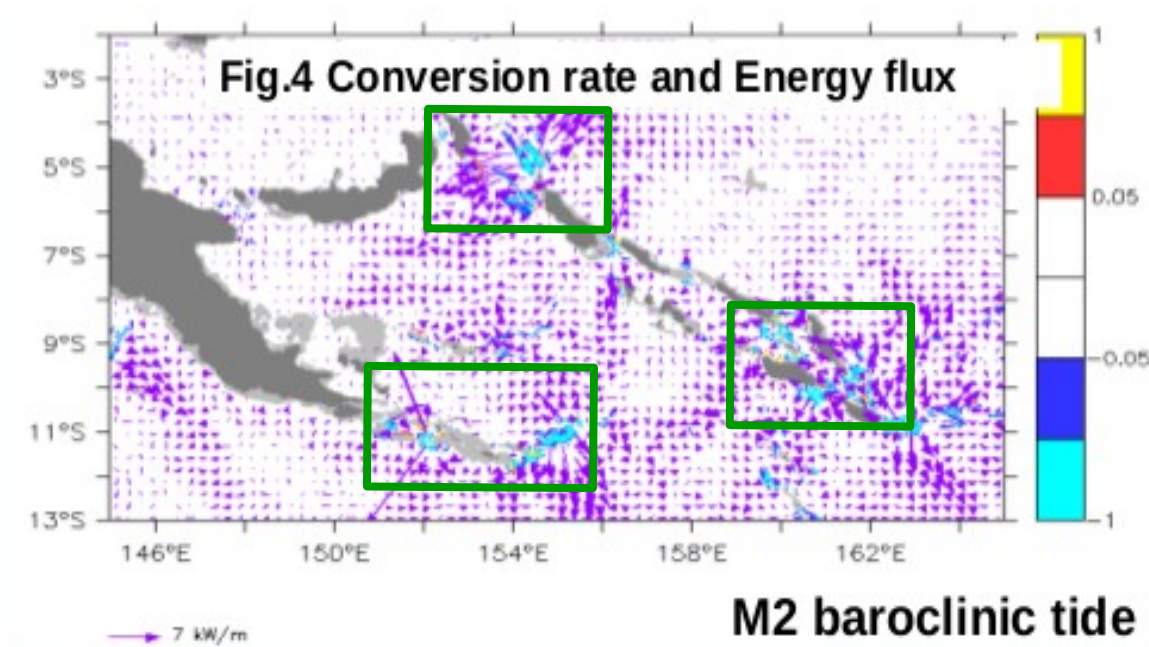 Fig.4 Conversion rate and Energy flux
3°S
5°S
7°S
9°S
11°S
13°S
146°E 150°E 154°E 158°E 162°E
1
0.05
-0.05
-1
7 kW/m
M2 baroclinic tide